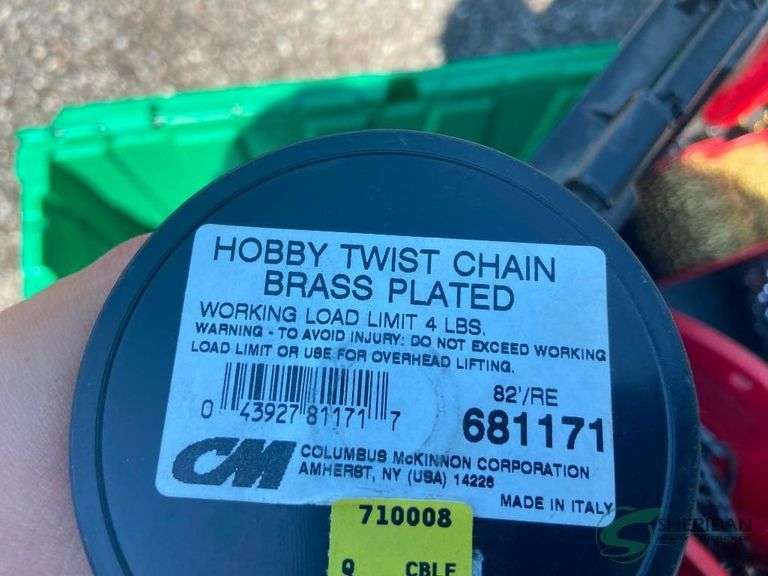 HOBBY TWIST CHAIN
BRASS PLATED
WORKING LOAD LIMIT 4 LBS.
WARNING - TO AVOID INJURY: DO NOT EXCEED WORKING
LOAD LIMIT OR USE FOR OVERHEAD LIFTING.
82'/RE
0 43927 81171 7
681171
CM
COLUMBUS McKINNON CORPORATION
AMHERST, NY (USA) 14228
MADE IN ITALY
710008
Q CBLF
SHERIDAN